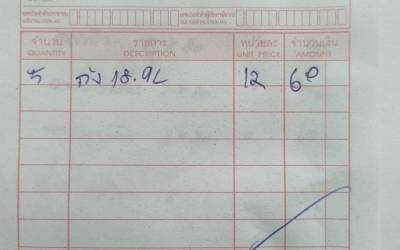 จำนวน รายการ หน่วยละ จำนวนเงิน
QUANTITY DESCRIPTION UNIT PRICE AMOUNT
5 ถัง 18.9L 12 60